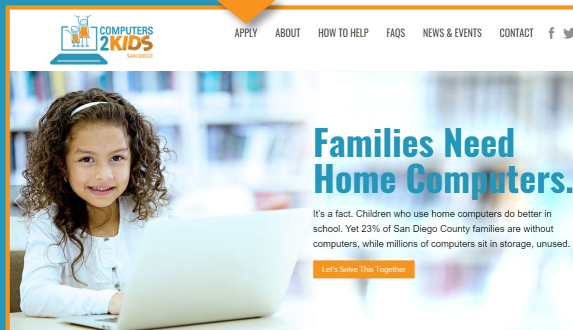 COMPUTERS
2KIDS
SAN DIEGO
APPLY ABOUT HOW TO HELP FAQS NEWS & EVENTS CONTACT
Families Need
Home Computers.
It's a fact. Children who use home computers do better in
school. Yet 23% of San Diego County families are without
computers, while millions of computers sit in storage, unused.
Let's Solve This Together